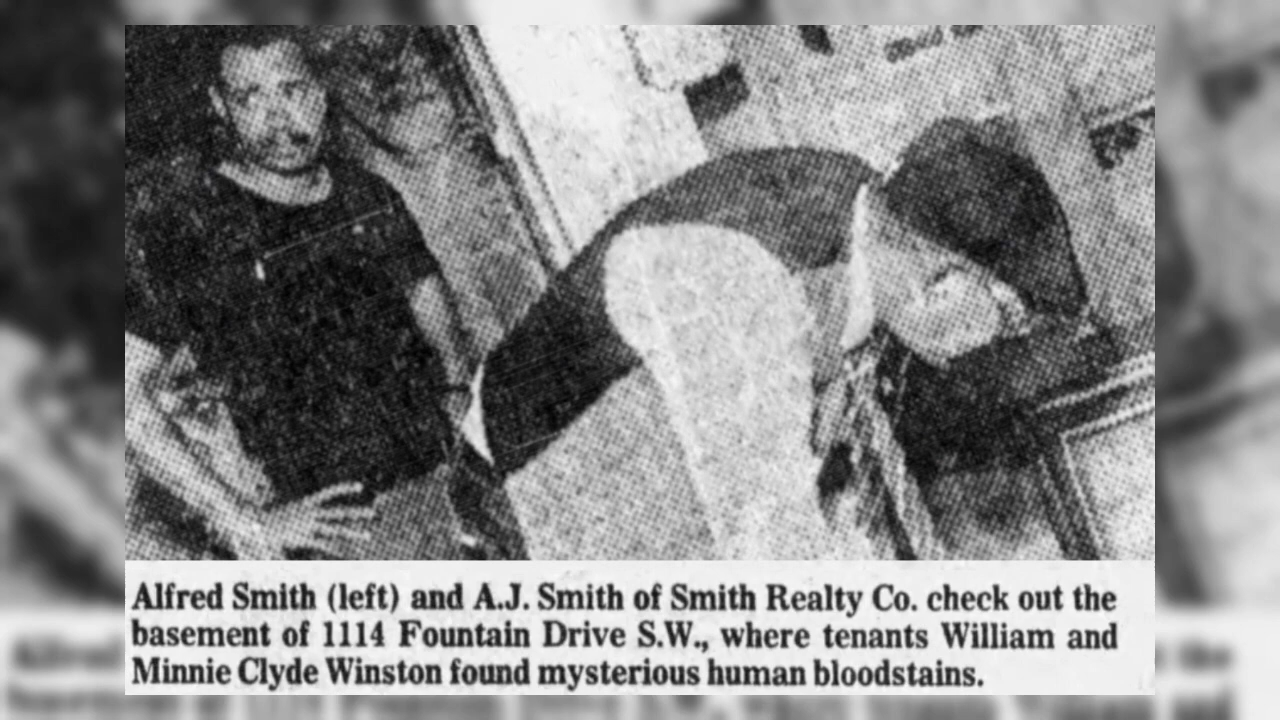 Alfred Smith (left) and A.J. Smith of Smith Realty Co. check out the
basement of 1114 Fountain Drive S.W., where tenants William and
Minnie Clyde Winston found mysterious human bloodstains.